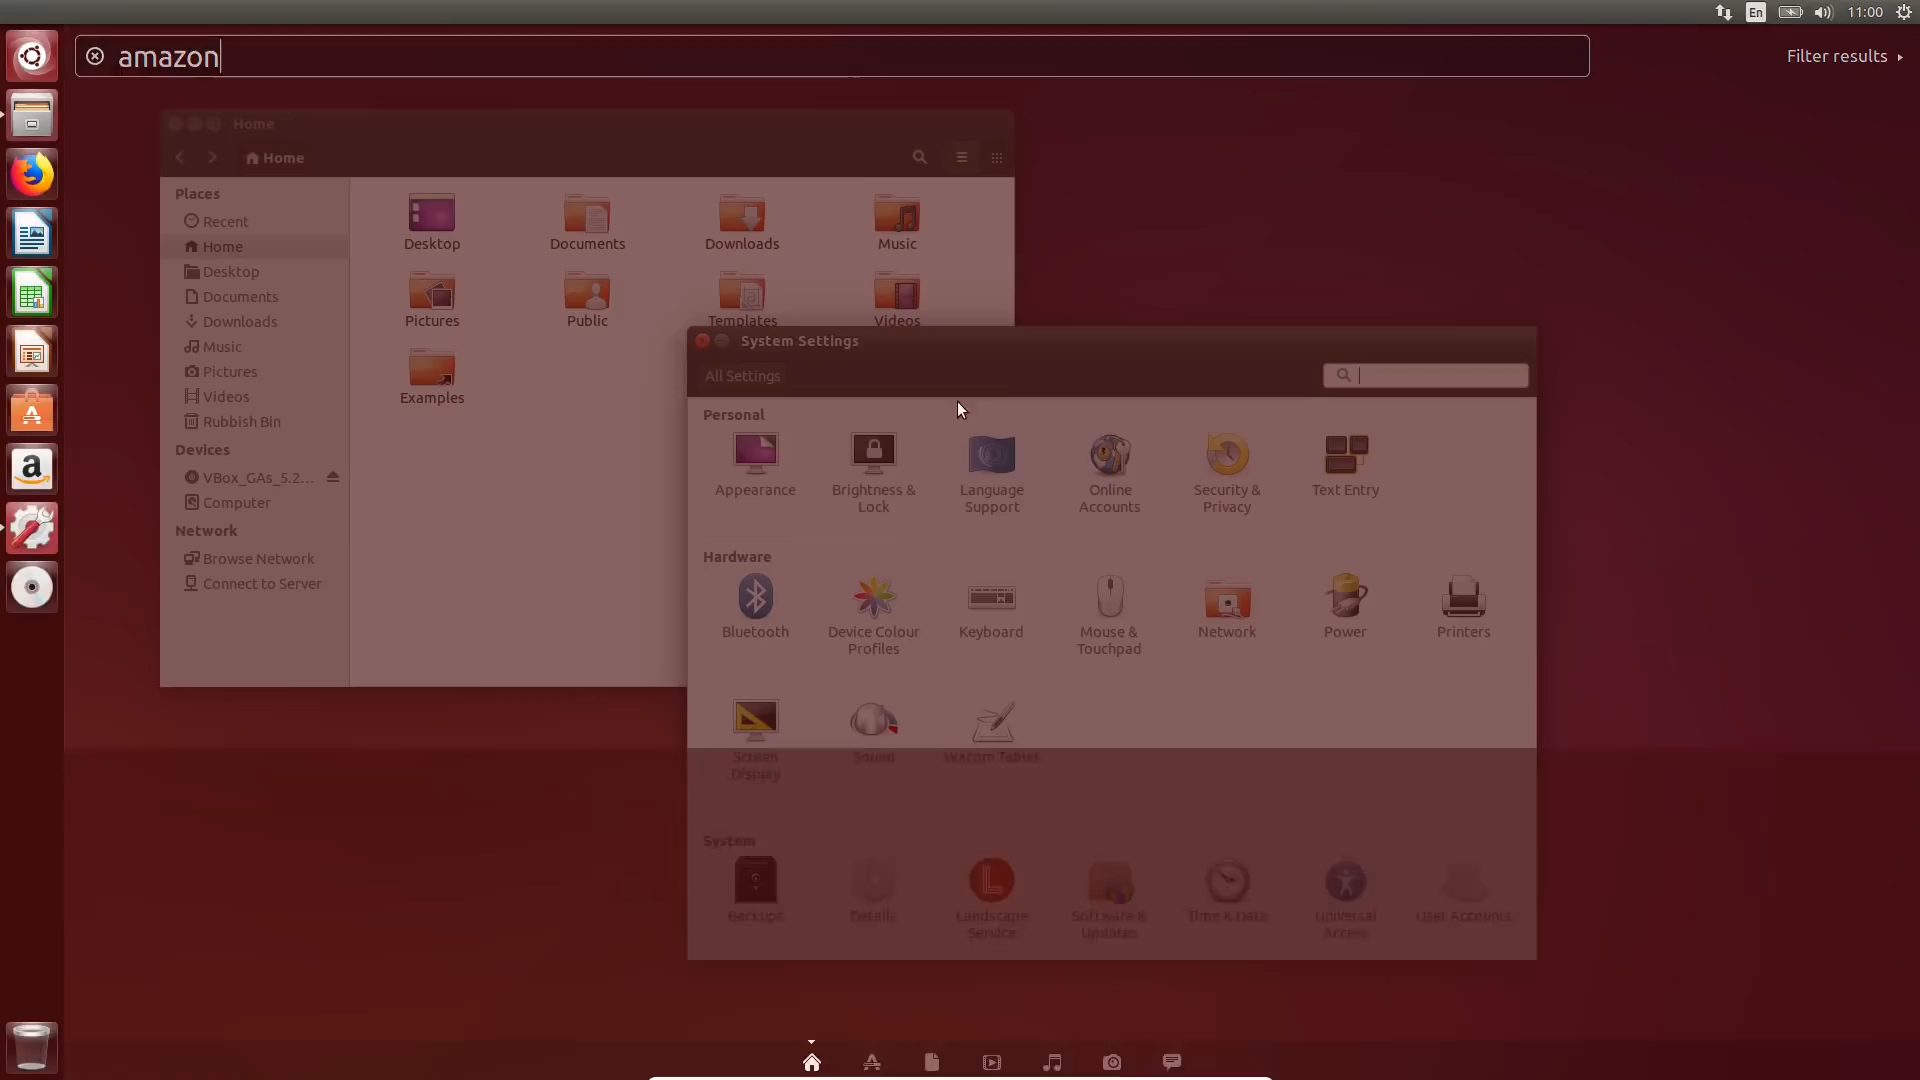 En
11:00
amazon
Filter results
Home
Home
Places
Recent
Home
Desktop
Documents
Downloads
Music
Pictures
Videos
Rubbish Bin
Devices
VBox_GAs_5.2...
Computer
Network
Browse Network
Connect to Server
Desktop
Documents
Downloads
Music
Pictures
Public
Templates
Videos
Examples
System Settings
All Settings
Personal
Appearance
Brightness &
Lock
Language
Support
Online
Accounts
Security &
Privacy
Text Entry
Hardware
Bluetooth
Device Colour
Profiles
Keyboard
Mouse &
Touchpad
Network
Power
Printers
Screen
Display
Sound
Wacom Tablet
System
Backups
Details
Landscape
Service
Software &
Updates
Time & Date
Universal
Access
User Accounts